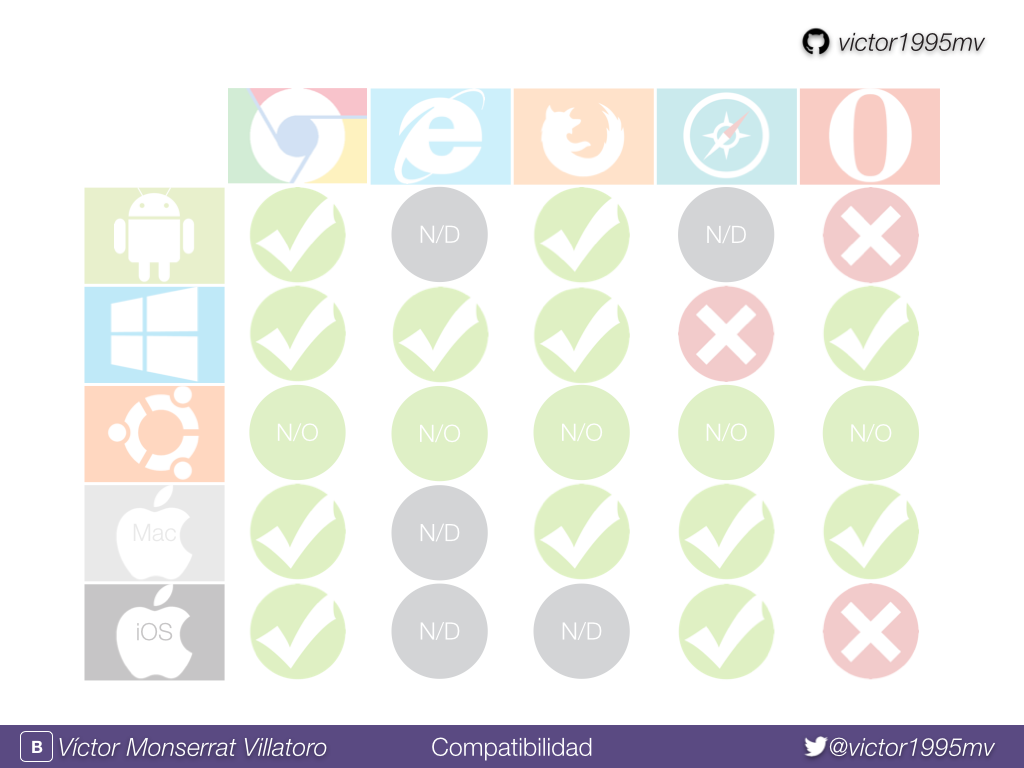 victor1995mv
N/D N/D
N/O N/O N/O N/O N/O
Mac N/D
iOS N/D N/D
B Víctor Monserrat Villatoro Compatibilidad @victor1995mv